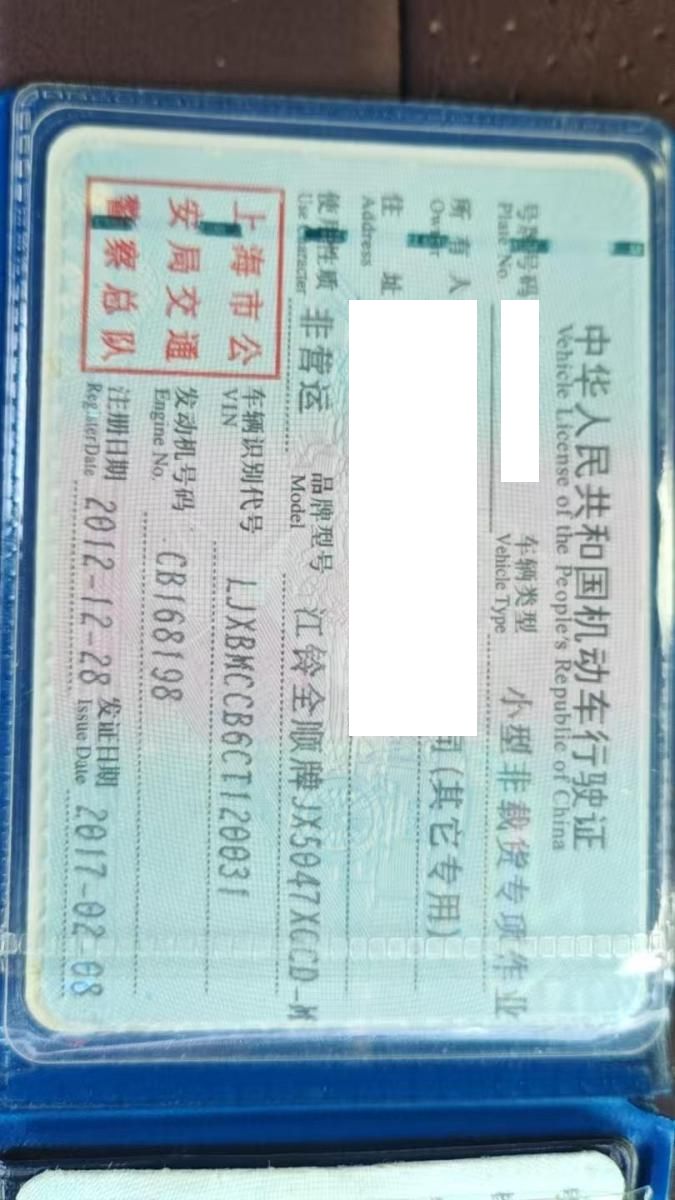 中华人民共和国机动车行驶证
Vehicle License of the People's Republic of China
号牌号码 车辆类型 小型非载货专项作业
Plate No. Vehicle Type
所有人 司(其它专用)
Owner
住址
Address
使用性质 非营运 品牌型号 江铃全顺牌JX5047XCCD-M
Use Character Model
上海市公
安局交通
警察总队
车辆识别代号 LJXBMCCB6CT120031
VIN
发动机号码 CB168198
Engine No.
注册日期 2012-12-28 发证日期 2017-02-08
Register Date Issue Date